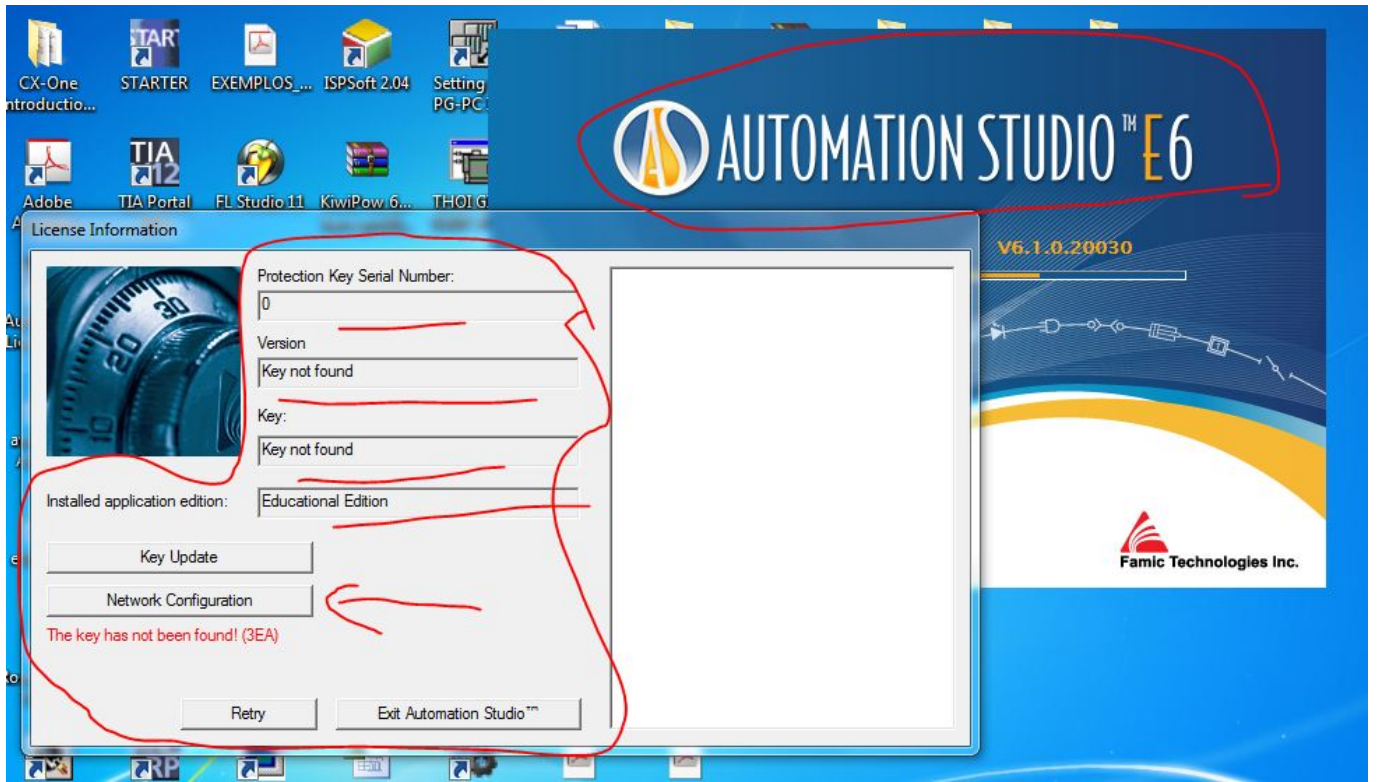 CX-One
ntroductio...
STARTER
EXEMPLOS_...
ISPSoft 2.04
Setting
PG-PC
Adobe
TIA Portal
FL Studio 11
KiwiPow 6...
THOI G
AUTOMATION STUDIO™ E6
V6.1.0.20030
License Information
Protection Key Serial Number:
0
Version
Key not found
Key:
Key not found
Installed application edition:
Educational Edition
Key Update
Network Configuration
The key has not been found! (3EA)
Retry
Exit Automation Studio™
Famic Technologies Inc.